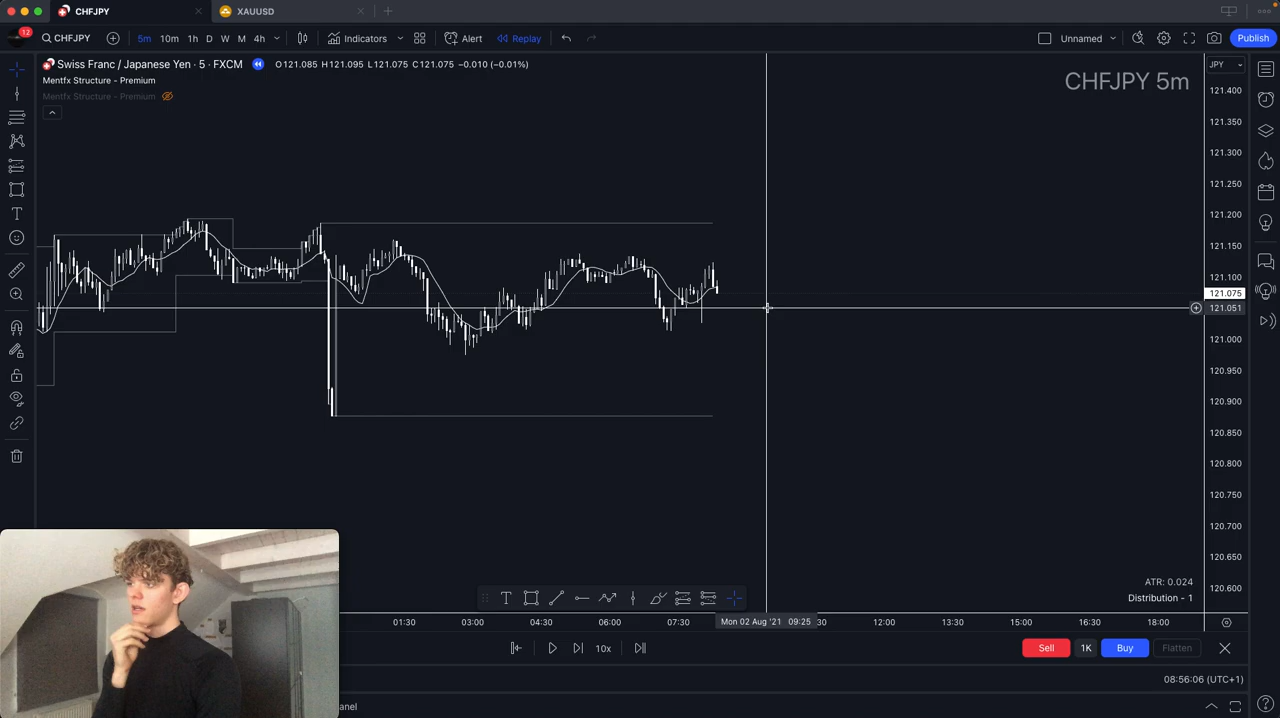 CHFJPY
XAUUSD
12
CHFJPY
5m 10m 1h D W M 4h
Indicators
Alert
Replay
Unnamed
Publish
Swiss Franc / Japanese Yen · 5 · FXCM
O121.085 H121.095 L121.075 C121.075 -0.010 (-0.01%)
Mentfx Structure - Premium
Mentfx Structure - Premium
CHFJPY 5m
JPY
121.400
121.350
121.300
121.250
121.200
121.150
121.100
121.075
121.051
121.000
120.950
120.900
120.850
120.800
120.750
120.700
120.650
120.600
ATR: 0.024
Distribution - 1
01:30 03:00 04:30 06:00 07:30 Mon 02 Aug '21 09:25 :30 12:00 13:30 15:00 16:30 18:00
10x
Sell 1K Buy Flatten
08:56:06 (UTC+1)
anel